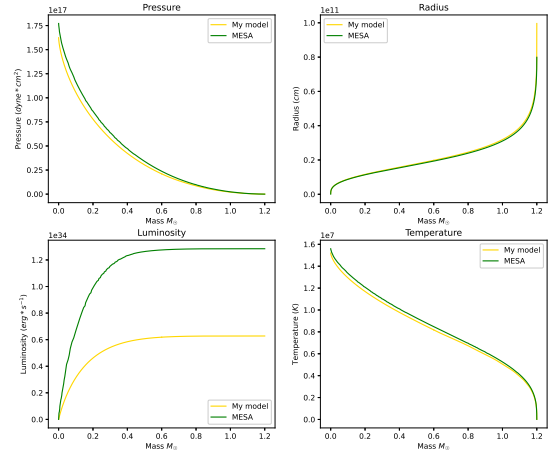 Pressure
1e17
Pressure (dyne * cm²)
1.75
1.50
1.25
1.00
0.75
0.50
0.25
0.00
My model
MESA
0.0 0.2 0.4 0.6 0.8 1.0 1.2
Mass M☉
Radius
1e11
Radius (cm)
1.0
0.8
0.6
0.4
0.2
0.0
My model
MESA
0.0 0.2 0.4 0.6 0.8 1.0 1.2
Mass M☉
Luminosity
1e34
Luminosity (erg * s⁻¹)
1.2
1.0
0.8
0.6
0.4
0.2
0.0
My model
MESA
0.0 0.2 0.4 0.6 0.8 1.0 1.2
Mass M☉
Temperature
1e7
Temperature (K)
1.6
1.4
1.2
1.0
0.8
0.6
0.4
0.2
0.0
My model
MESA
0.0 0.2 0.4 0.6 0.8 1.0 1.2
Mass M☉